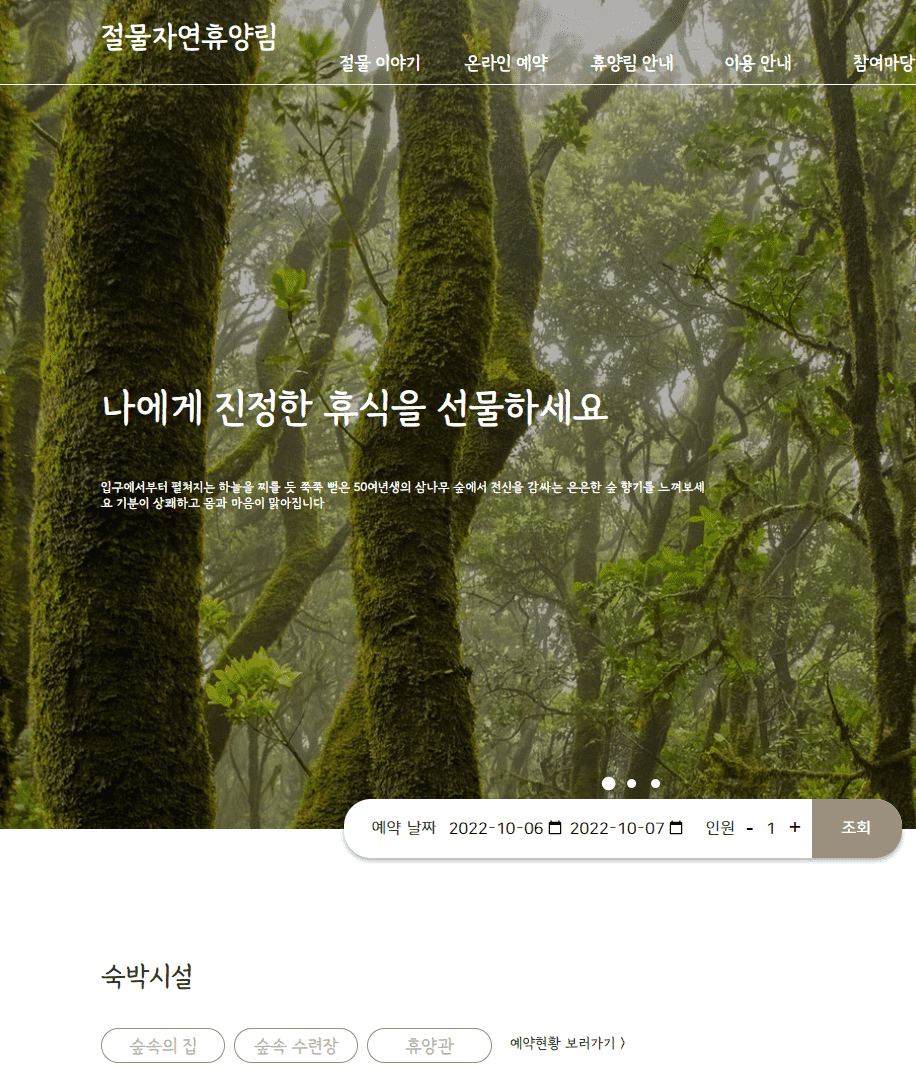 절물자연휴양림
절물 이야기 온라인 예약 휴양림 안내 이용 안내 참여마당
나에게 진정한 휴식을 선물하세요
입구에서부터 펼쳐지는 하늘을 찌를 듯 쭉쭉 뻗은 50여년생의 삼나무 숲에서 전신을 감싸는 은은한 숲 향기를 느껴보세
요 기분이 상쾌하고 몸과 마음이 맑아집니다
예약 날짜 2022-10-06 2022-10-07 인원 - 1 + 조회
숙박시설
숲속의 집 숲속 수련장 휴양관 예약현황 보러가기 〉